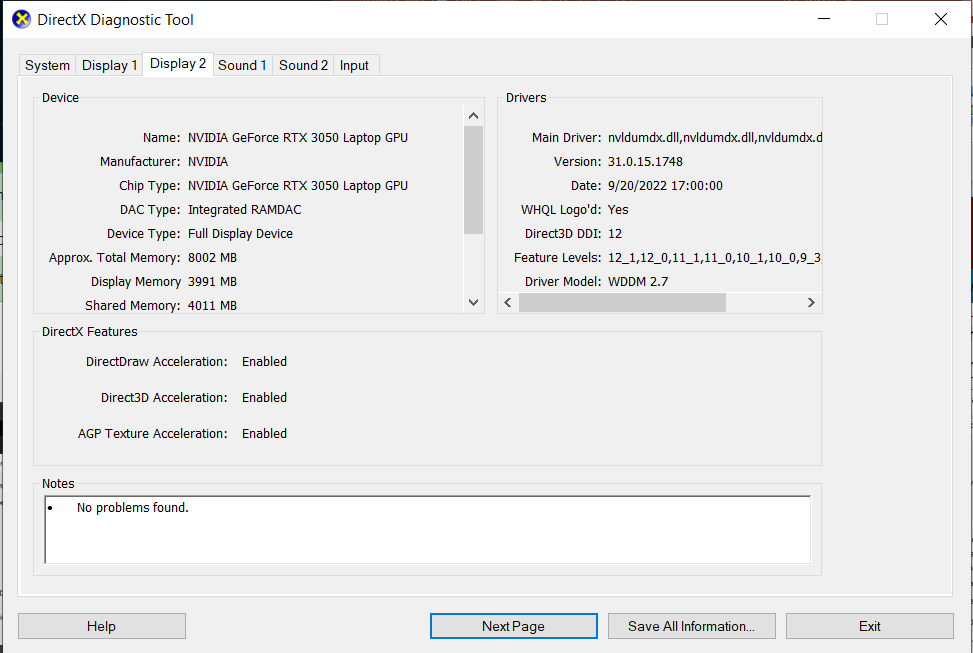 DirectX Diagnostic Tool
System Display 1 Display 2 Sound 1 Sound 2 Input
Device
Name: NVIDIA GeForce RTX 3050 Laptop GPU
Manufacturer: NVIDIA
Chip Type: NVIDIA GeForce RTX 3050 Laptop GPU
DAC Type: Integrated RAMDAC
Device Type: Full Display Device
Approx. Total Memory: 8002 MB
Display Memory 3991 MB
Shared Memory: 4011 MB
Drivers
Main Driver: nvldumdx.dll,nvldumdx.dll,nvldumdx.d
Version: 31.0.15.1748
Date: 9/20/2022 17:00:00
WHQL Logo'd: Yes
Direct3D DDI: 12
Feature Levels: 12_1,12_0,11_1,11_0,10_1,10_0,9_3
Driver Model: WDDM 2.7
DirectX Features
DirectDraw Acceleration: Enabled
Direct3D Acceleration: Enabled
AGP Texture Acceleration: Enabled
Notes
• No problems found.
Help Next Page Save All Information... Exit